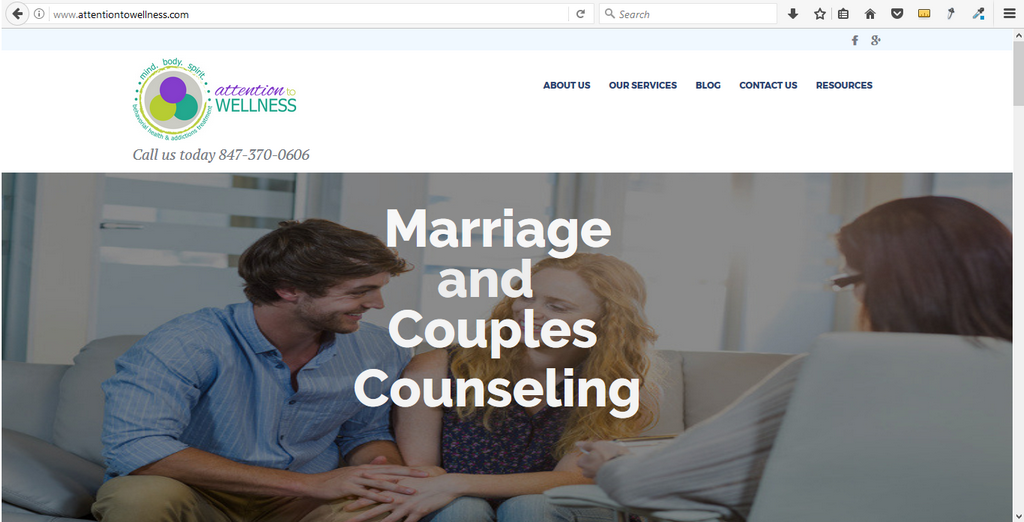 www.attentiontowellness.com
Search
f g+
mind. body. spirit.
attention to
WELLNESS
behavioral health & addictions treatment
ABOUT US OUR SERVICES BLOG CONTACT US RESOURCES
Call us today 847-370-0606
Marriage
and
Couples
Counseling